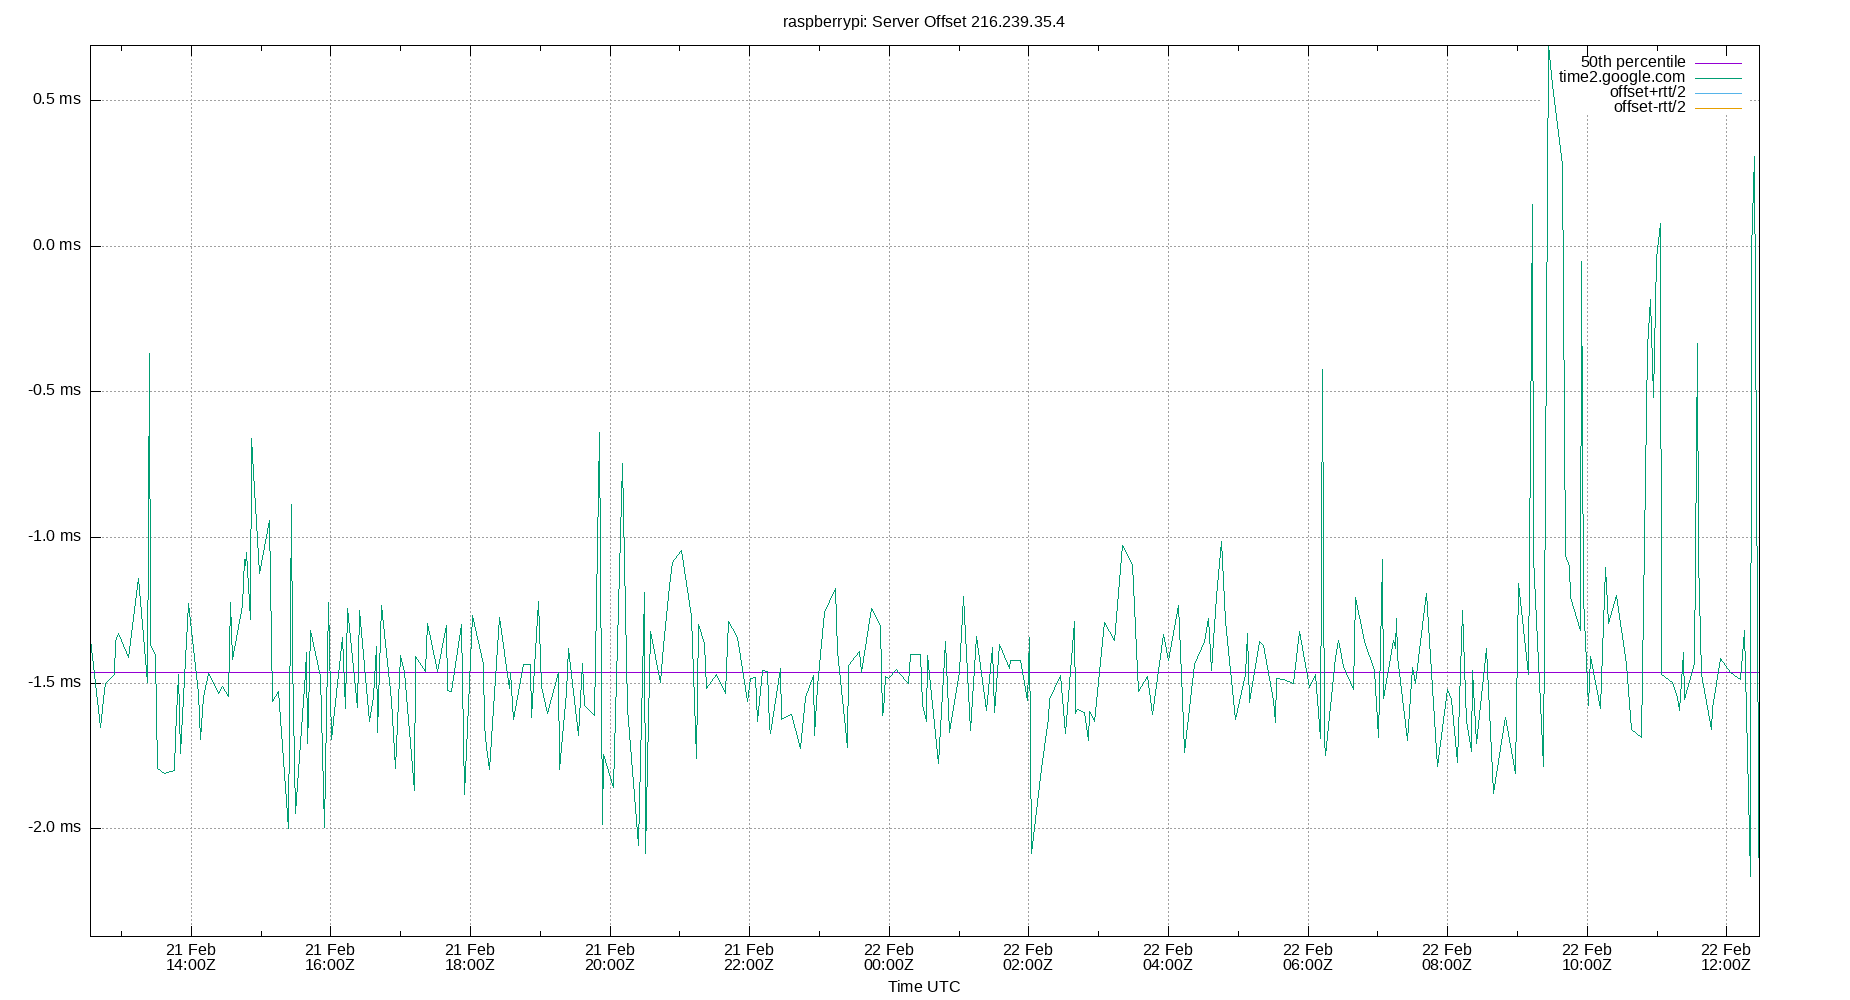 raspberrypi: Server Offset 216.239.35.4
50th percentile
time2.google.com
offset+rtt/2
offset-rtt/2
0.5 ms
0.0 ms
-0.5 ms
-1.0 ms
-1.5 ms
-2.0 ms
21 Feb 21 Feb 21 Feb 21 Feb 21 Feb 22 Feb 22 Feb 22 Feb 22 Feb 22 Feb 22 Feb 22 Feb
14:00Z 16:00Z 18:00Z 20:00Z 22:00Z 00:00Z 02:00Z 04:00Z 06:00Z 08:00Z 10:00Z 12:00Z
Time UTC